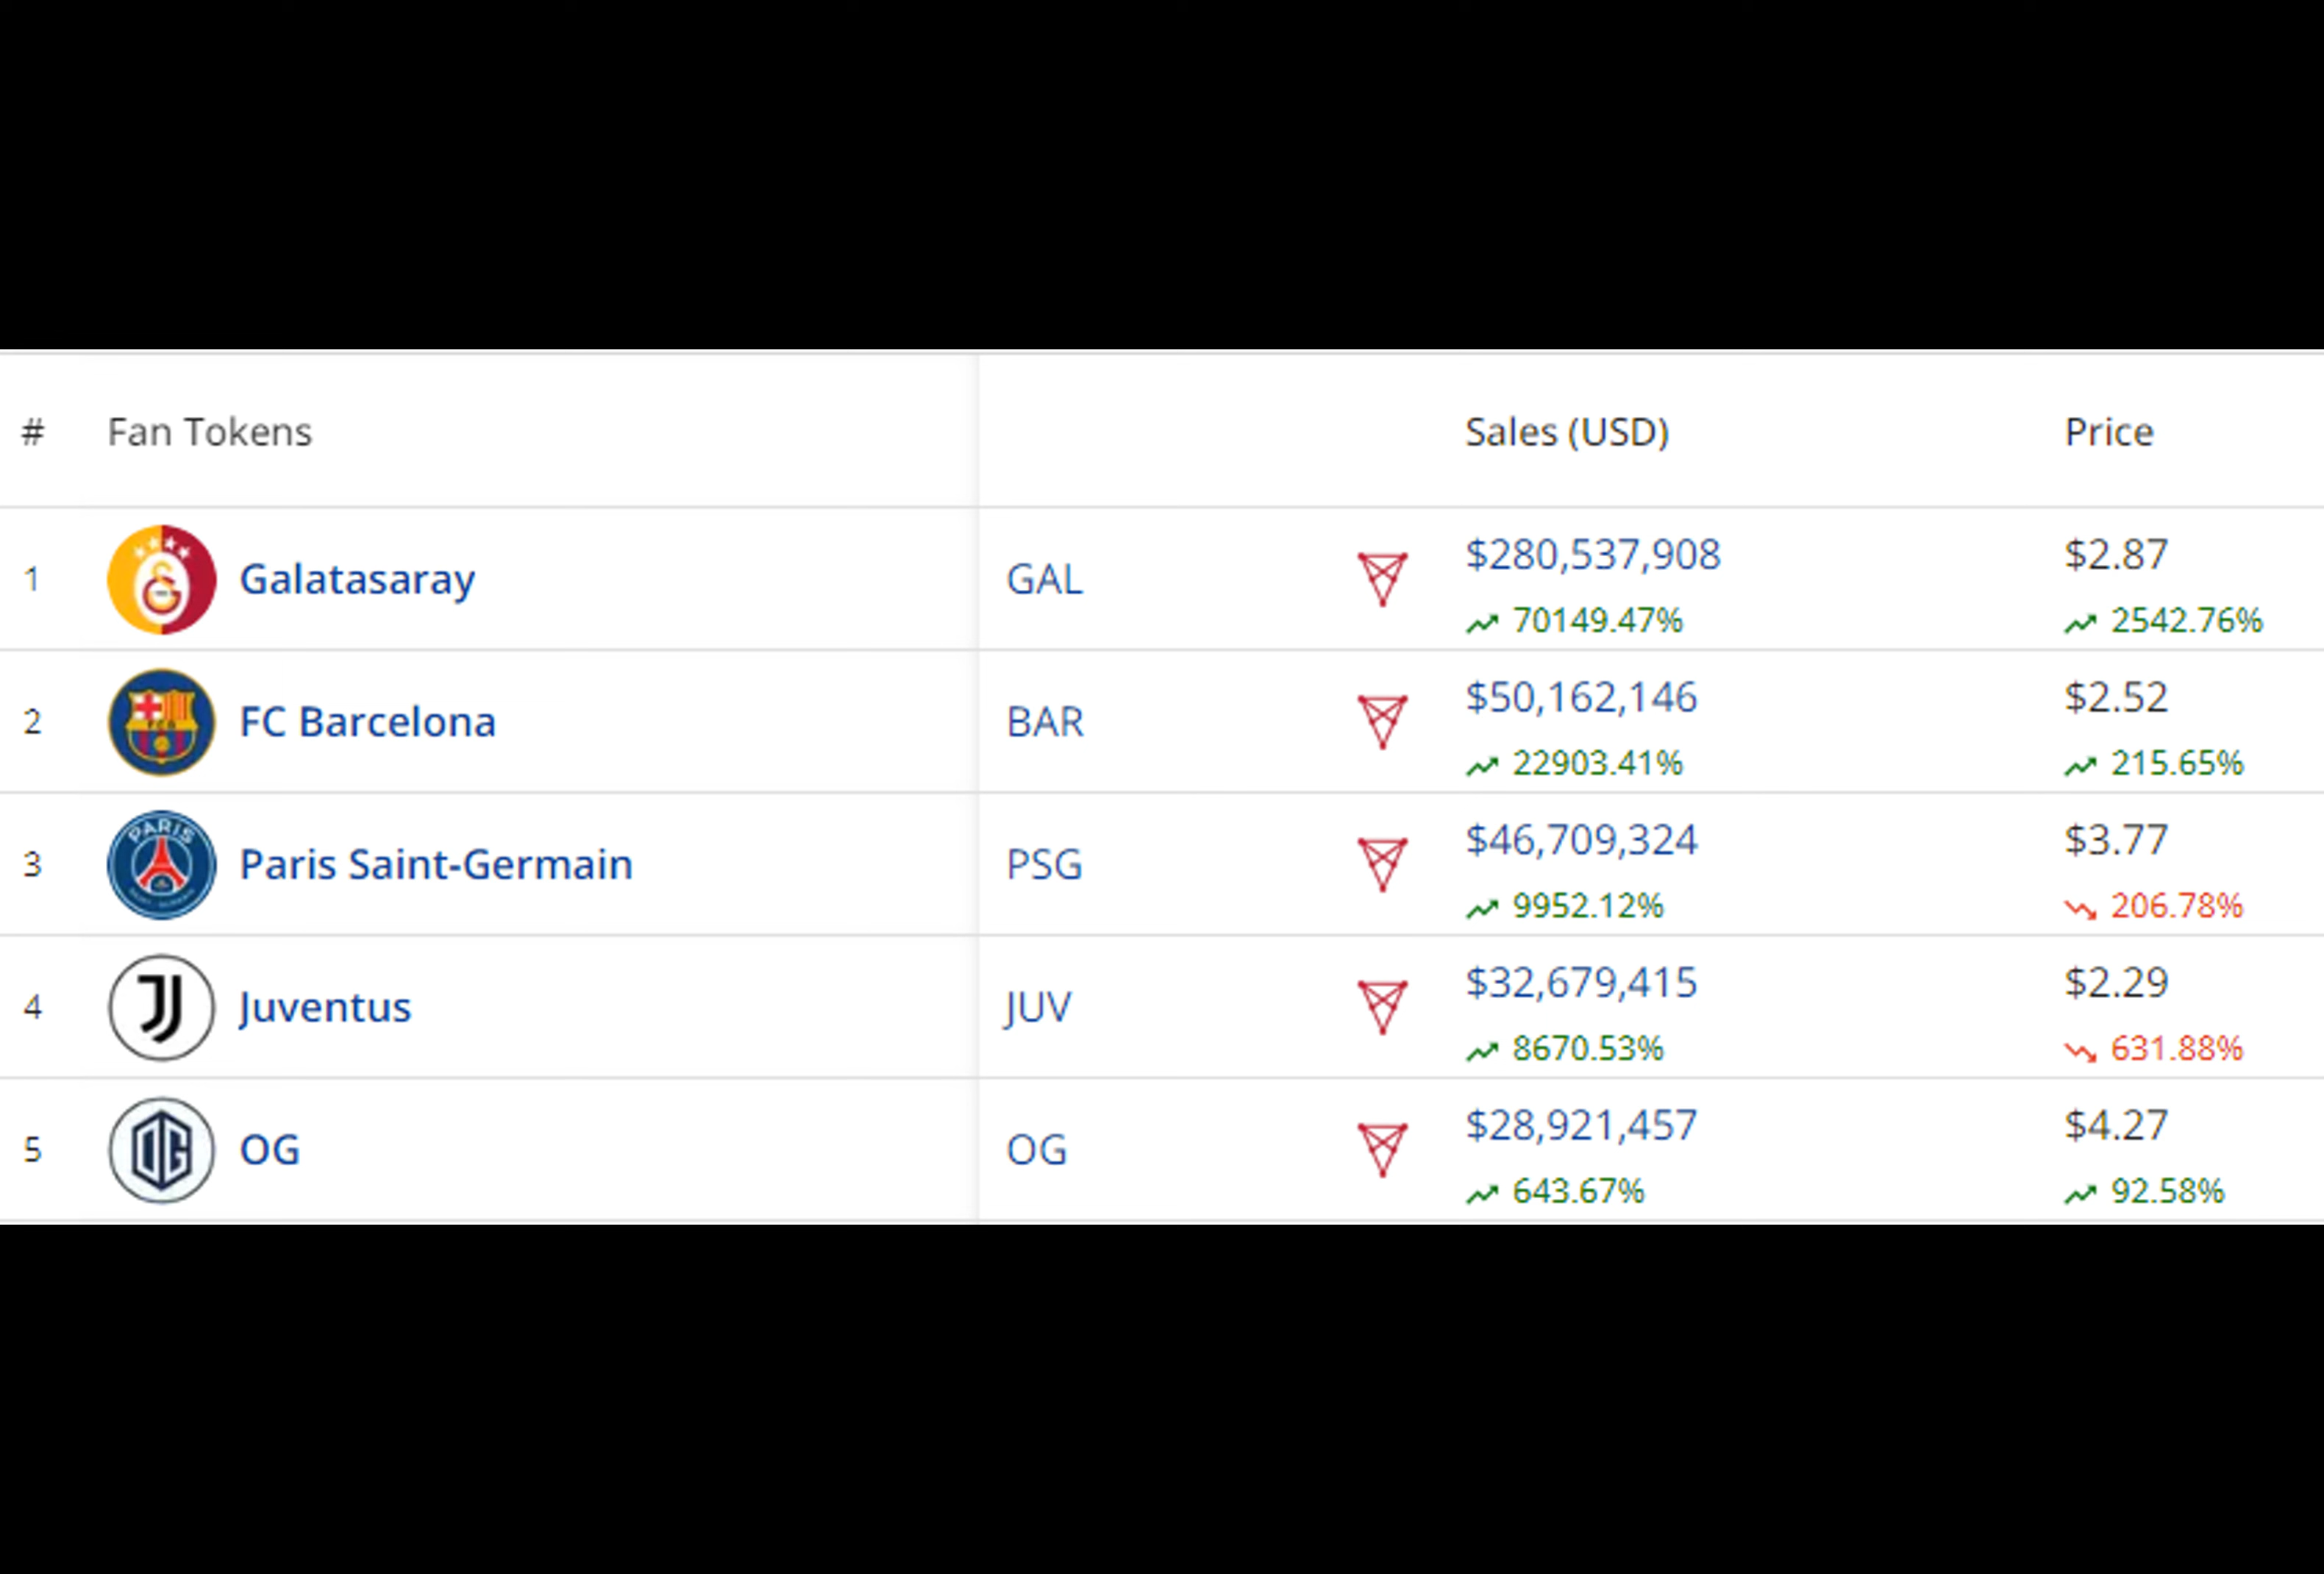 # Fan Tokens Sales (USD) Price
1 Galatasaray GAL $280,537,908 $2.87
70149.47% 2542.76%
2 FC Barcelona BAR $50,162,146 $2.52
22903.41% 215.65%
PARIS
3 Paris Saint-Germain PSG $46,709,324 $3.77
9952.12% 206.78%
4 Juventus JUV $32,679,415 $2.29
8670.53% 631.88%
5 OG OG OG $28,921,457 $4.27
643.67% 92.58%